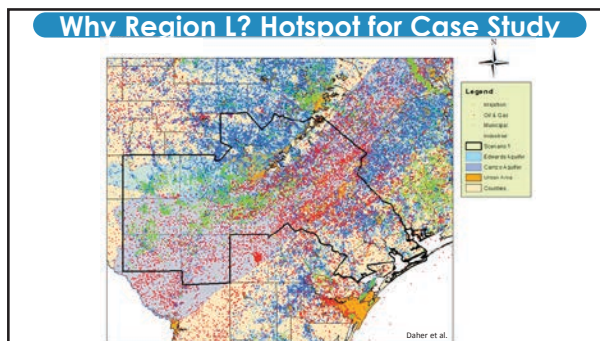 Why Region L? Hotspot for Case Study
N
Legend
Irrigation
Oil & Gas
Municipal
Industrial
Edwards Aquifer
Carrizo Aquifer
Urban Area
Counties
Daher et al.